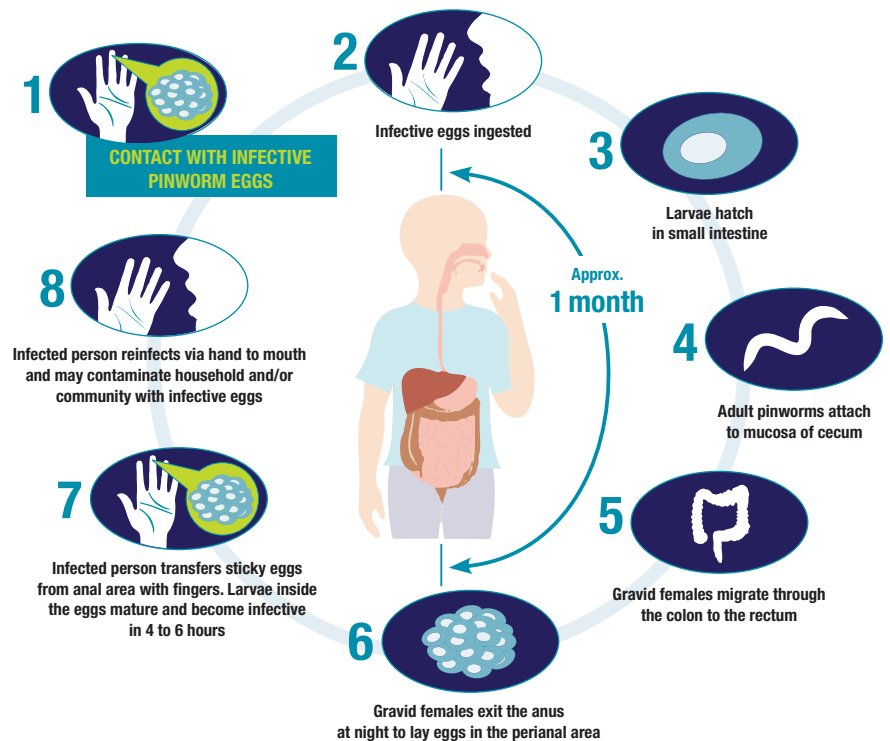 1
CONTACT WITH INFECTIVE
PINWORM EGGS
2
Infective eggs ingested
3
Larvae hatch
in small intestine
Approx.
1 month
4
Adult pinworms attach
to mucosa of cecum
5
Gravid females migrate through
the colon to the rectum
6
Gravid females exit the anus
at night to lay eggs in the perianal area
7
Infected person transfers sticky eggs
from anal area with fingers. Larvae inside
the eggs mature and become infective
in 4 to 6 hours
8
Infected person reinfects via hand to mouth
and may contaminate household and/or
community with infective eggs